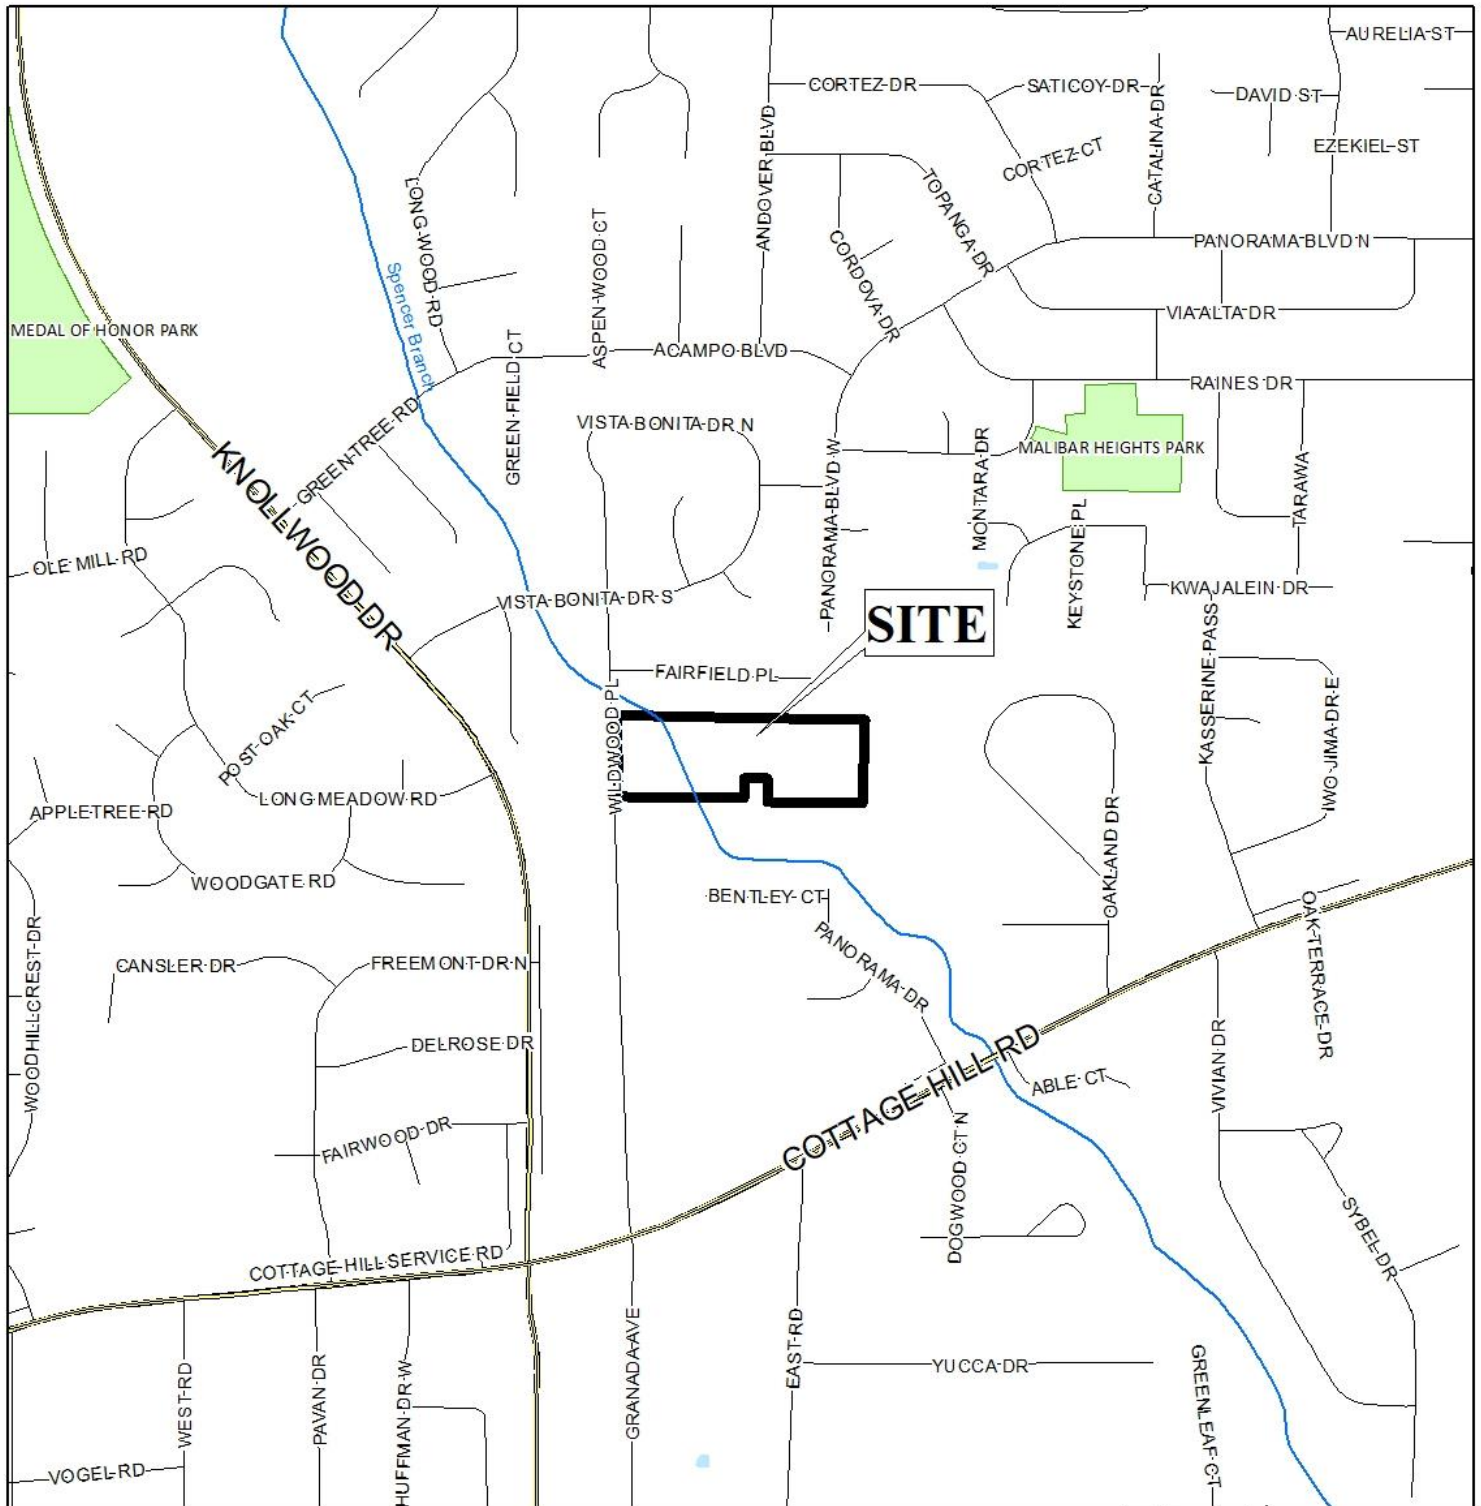 AURELIA ST
CORTEZ DR
SATICOY DR
DAVID ST
CATALINA DR
ANDOVER BLVD
EZEKIEL ST
CORTEZ CT
TOPANGA DR
LONG WOOD RD
ASPEN WOOD CT
CORDOVA DR
PANORAMA BLVD N
Spencer Branch
VIA ALTA DR
MEDAL OF HONOR PARK
ACAMPO BLVD
GREEN FIELD CT
RAINES DR
GREEN TREE RD
VISTA BONITA DR N
PANORAMA BLVD W
MONTARA DR
MALIBAR HEIGHTS PARK
TARAWA
KNOLLWOOD DR
KEYSTONE PL
OLE MILL RD
KWAJALEIN DR
VISTA BONITA DR S
SITE
KASSERINE PASS
FAIRFIELD PL
WILDWOOD PL
IWO JIMA DR E
POST OAK CT
LONG MEADOW RD
APPLETREE RD
OAKLAND DR
WOODGATE RD
BENTLEY CT
OAK TERRACE DR
PANORAMA DR
WOODHILLCREST DR
CANSLER DR
FREEMONT DR N
DELROSE DR
COTTAGE HILL RD
ABLE CT
VIVIAN DR
FAIRWOOD DR
DOGWOOD CT N
SYBEL DR
COTTAGE HILL SERVICE RD
GRANADA AVE
EAST RD
YUCCA DR
GREENLEAF CT
WEST RD
PAVAN DR
HUFFMAN DR W
VOGEL RD